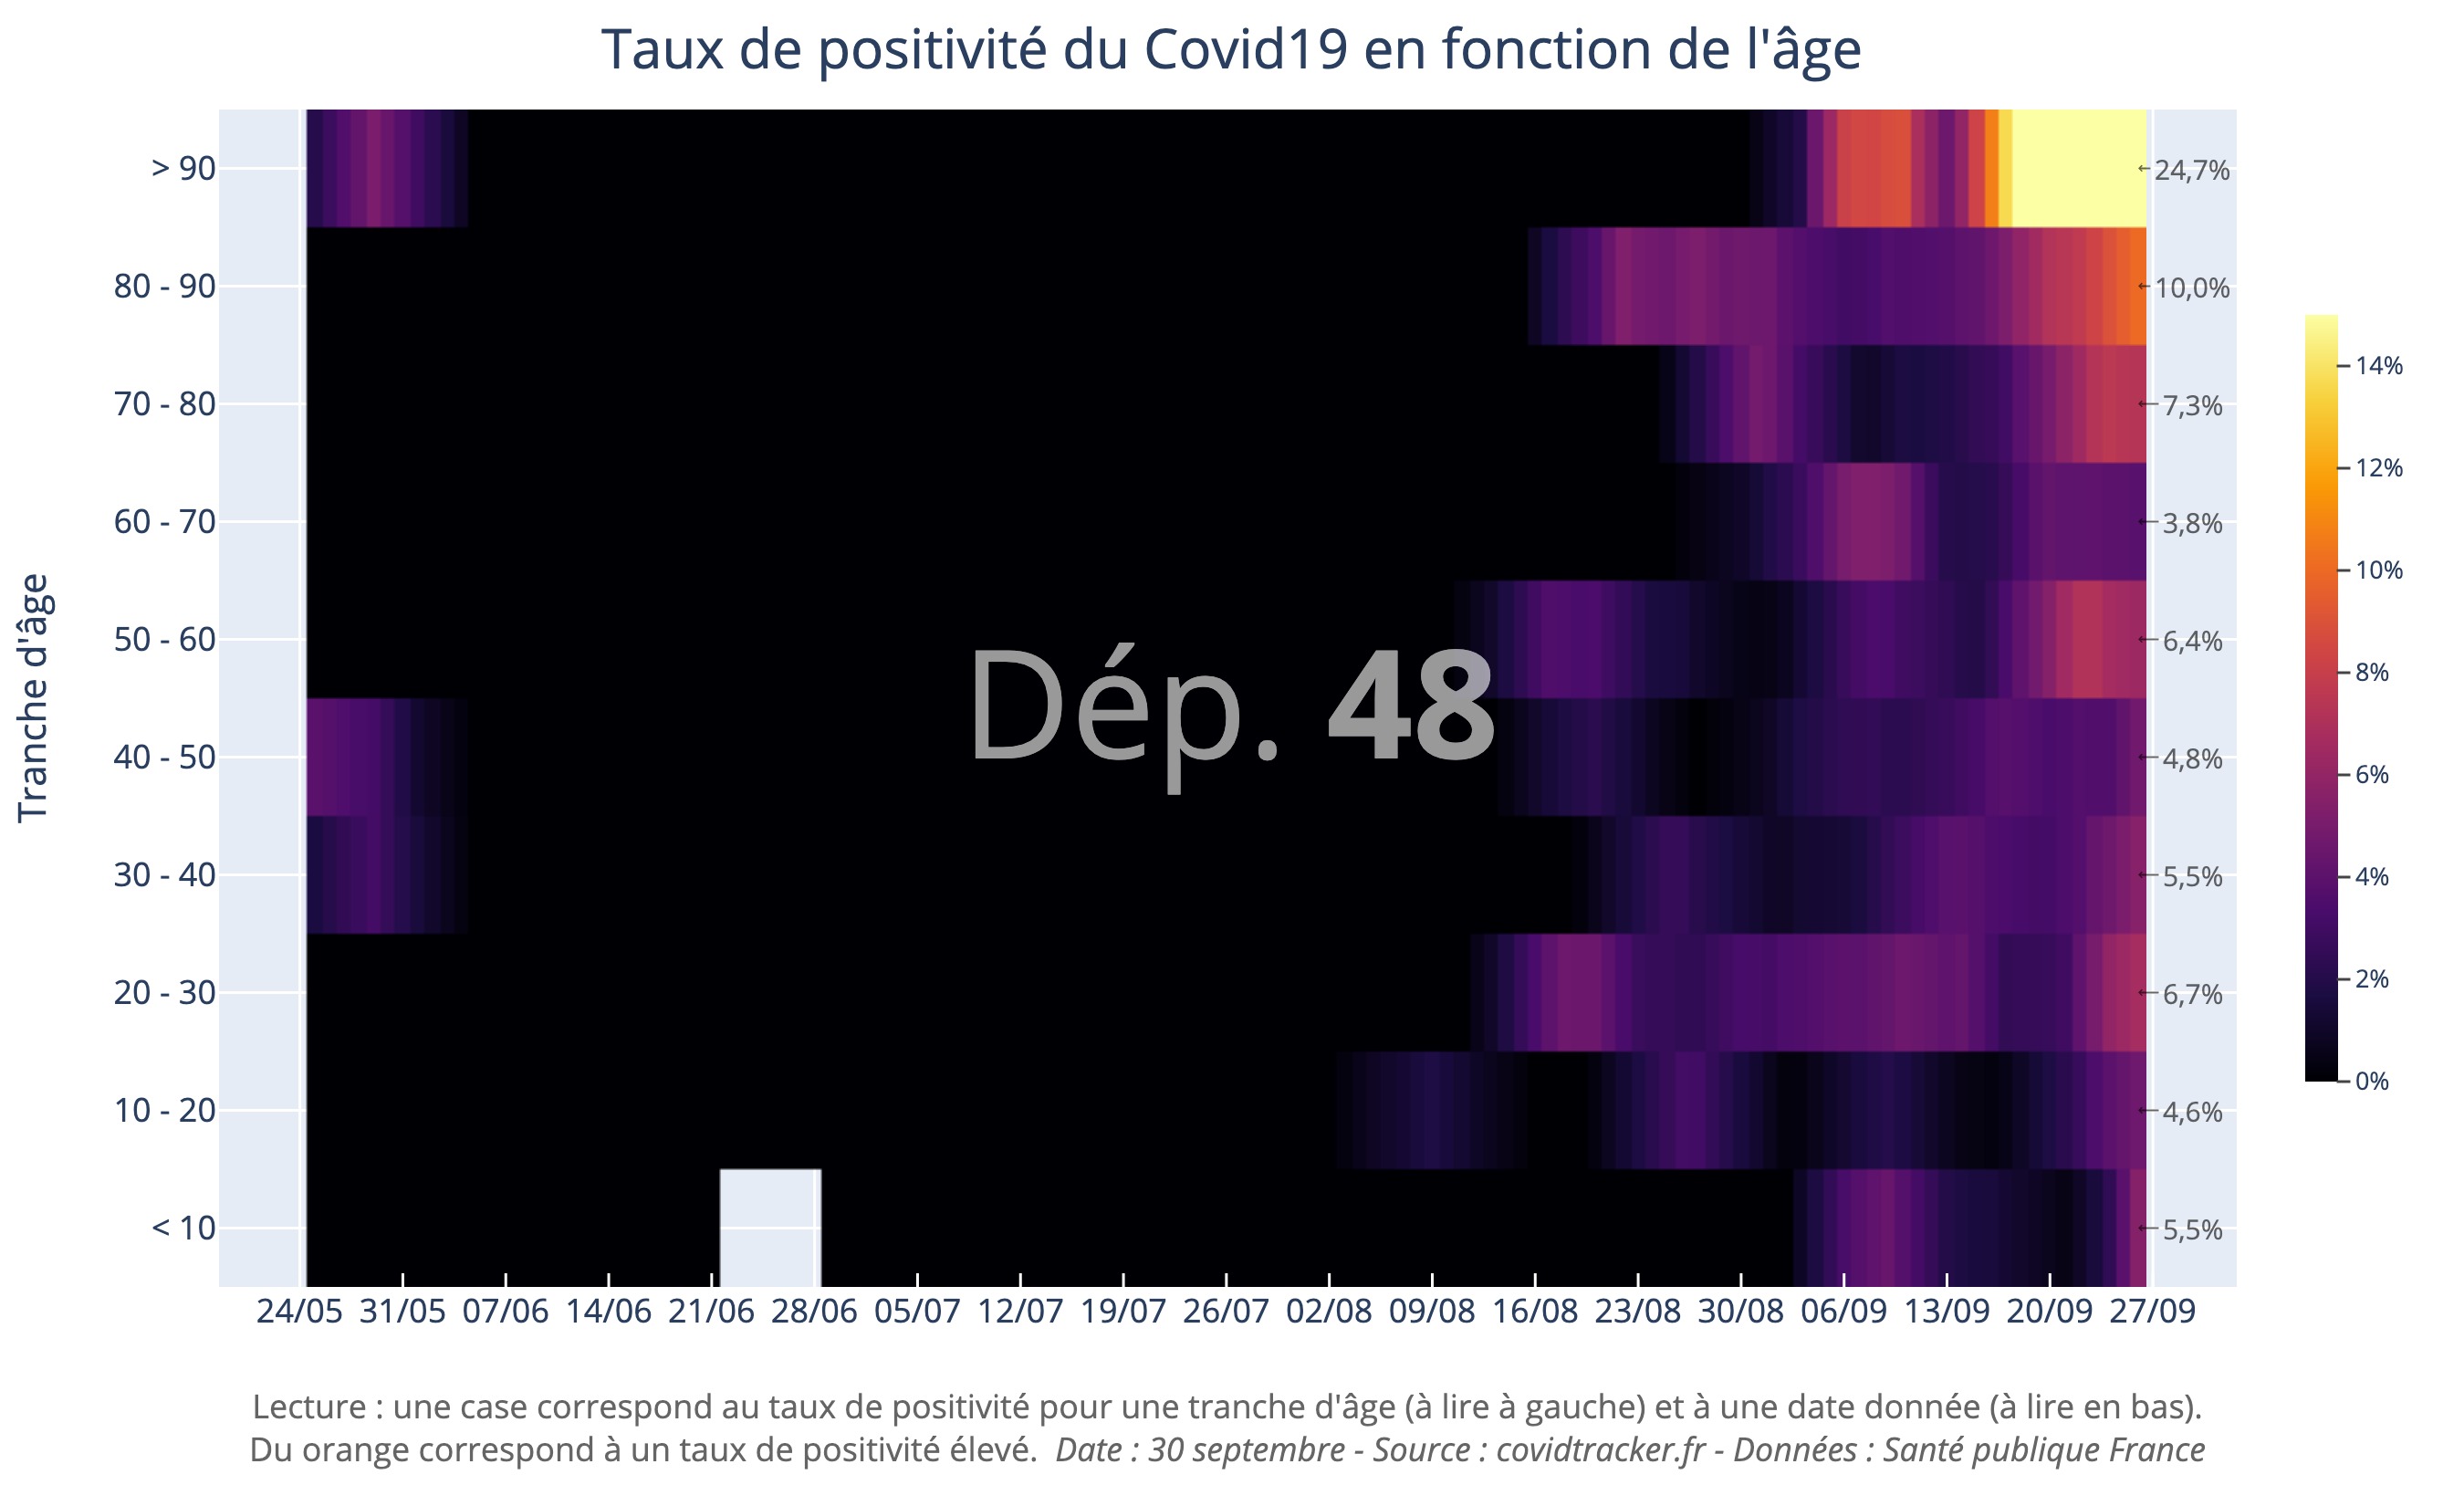 Taux de positivité du Covid19 en fonction de l'âge
Tranche d'âge
> 90
80 - 90
70 - 80
60 - 70
50 - 60
40 - 50
30 - 40
20 - 30
10 - 20
< 10
Dép. 48
24,7%
10,0%
7,3%
3,8%
6,4%
4,8%
5,5%
6,7%
4,6%
5,5%
14%
12%
10%
8%
6%
4%
2%
0%
24/05 31/05 07/06 14/06 21/06 28/06 05/07 12/07 19/07 26/07 02/08 09/08 16/08 23/08 30/08 06/09 13/09 20/09 27/09
Lecture : une case correspond au taux de positivité pour une tranche d'âge (à lire à gauche) et à une date donnée (à lire en bas).
Du orange correspond à un taux de positivité élevé. Date : 30 septembre - Source : covidtracker.fr - Données : Santé publique France